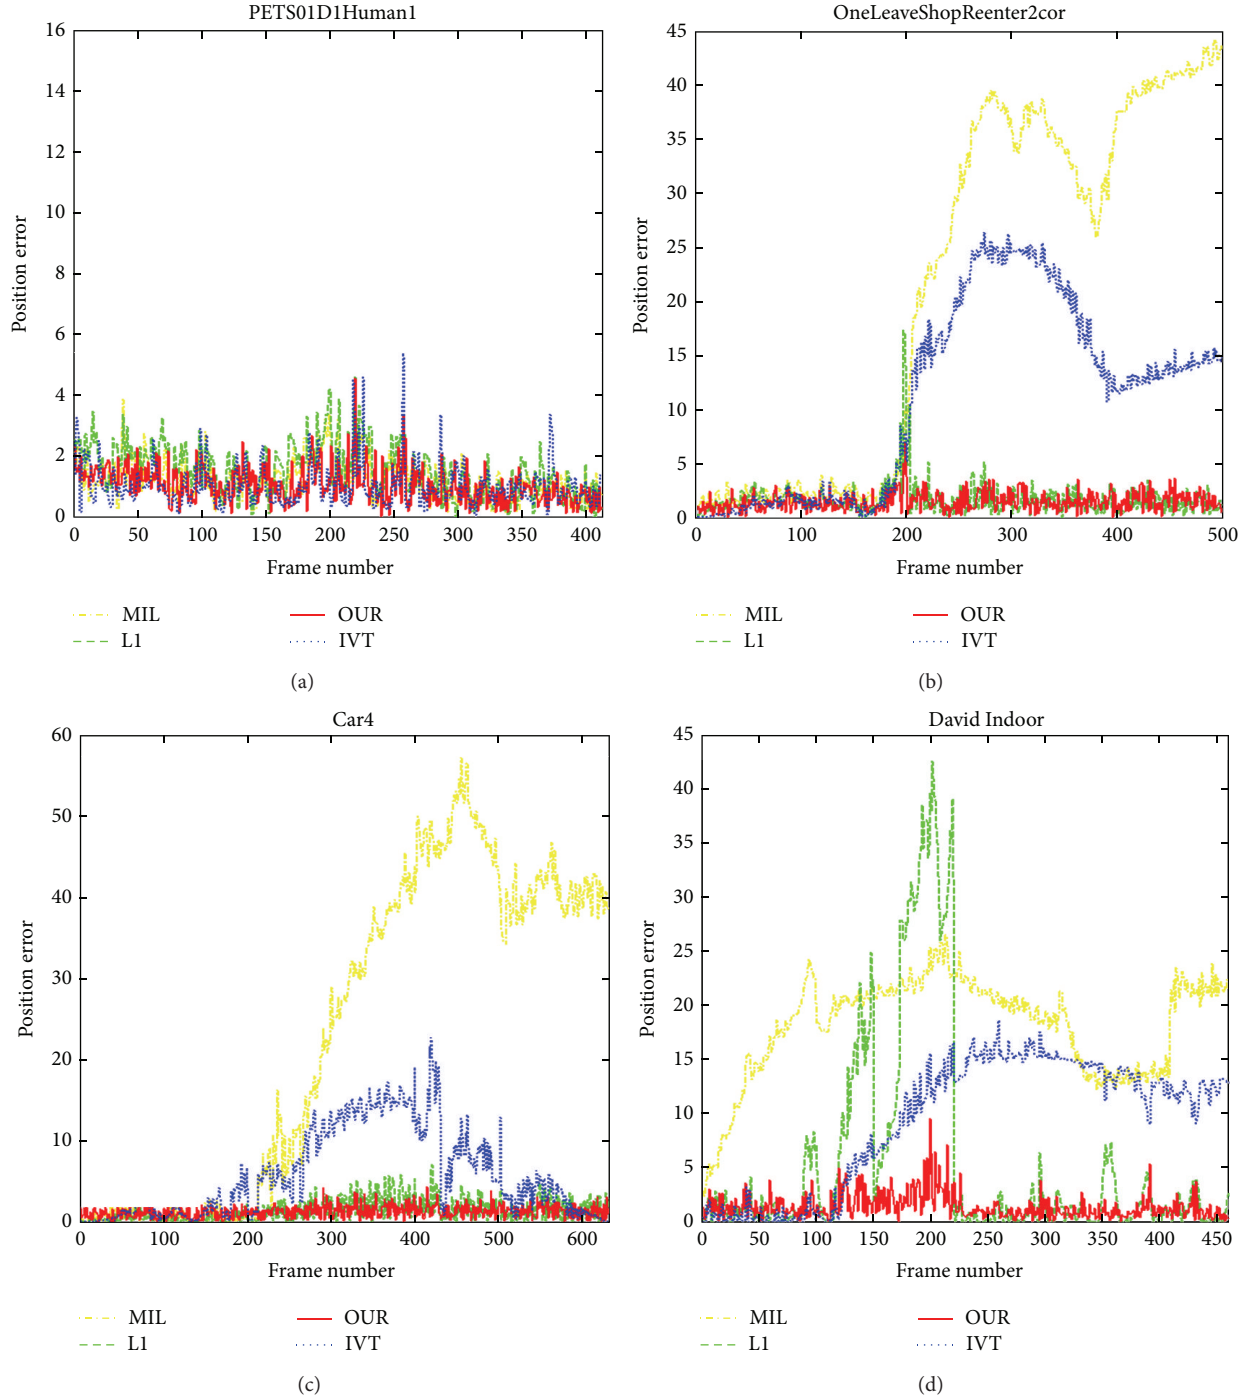 PETS01D1Human1
16
14
12
10
8
6
4
2
0
Position error
0 50 100 150 200 250 300 350 400
Frame number
MIL
L1
OUR
IVT
(a)
OneLeaveShopReenter2cor
45
40
35
30
25
20
15
10
5
0
Position error
0 100 200 300 400 500
Frame number
MIL
L1
OUR
IVT
(b)
Car4
60
50
40
30
20
10
0
Position error
0 100 200 300 400 500 600
Frame number
MIL
L1
OUR
IVT
(c)
David Indoor
45
40
35
30
25
20
15
10
5
0
Position error
0 50 100 150 200 250 300 350 400 450
Frame number
MIL
L1
OUR
IVT
(d)